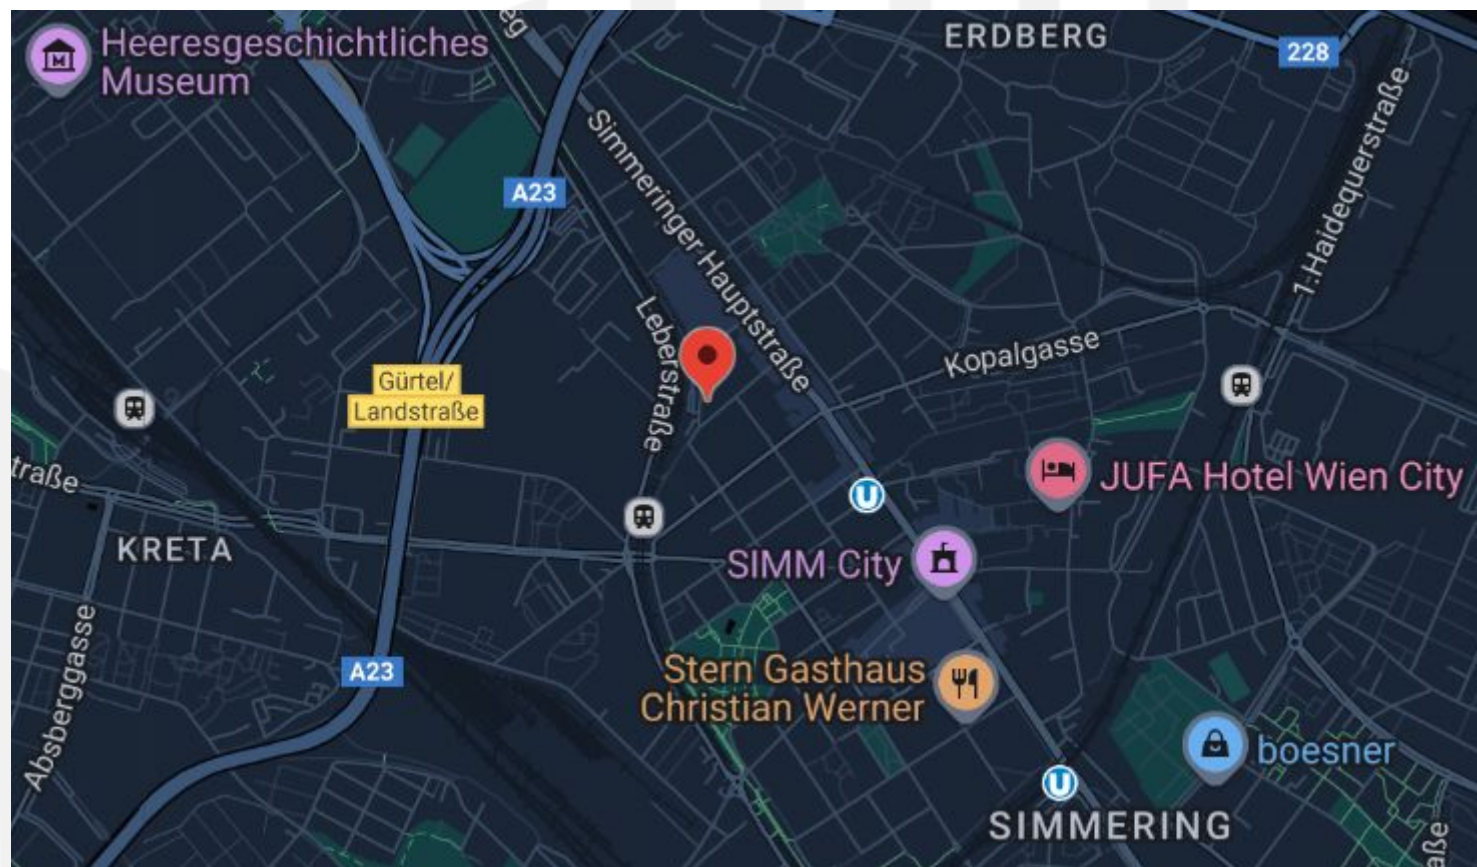 Heeresgeschichtliches
Museum
eg
ERDBERG
228
A23
Simmeringer Hauptstraße
1. Haidequerstraße
Leberstraße
Kopalgasse
Gürtel/
Landstraße
traße
JUFA Hotel Wien City
U
KRETA
SIMM City
A23
Absberggasse
Stern Gasthaus
Christian Werner
boesner
U
SIMMERING
aße